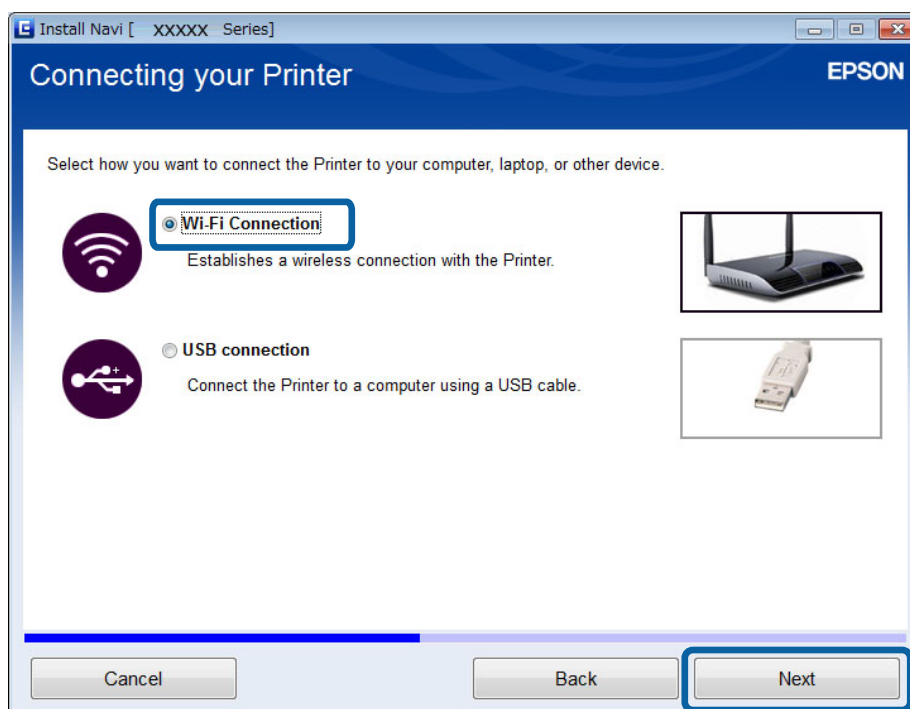 Install Navi [ XXXXX Series]
Connecting your Printer
EPSON
Select how you want to connect the Printer to your computer, laptop, or other device.
Wi-Fi Connection
Establishes a wireless connection with the Printer.
USB connection
Connect the Printer to a computer using a USB cable.
Cancel
Back
Next